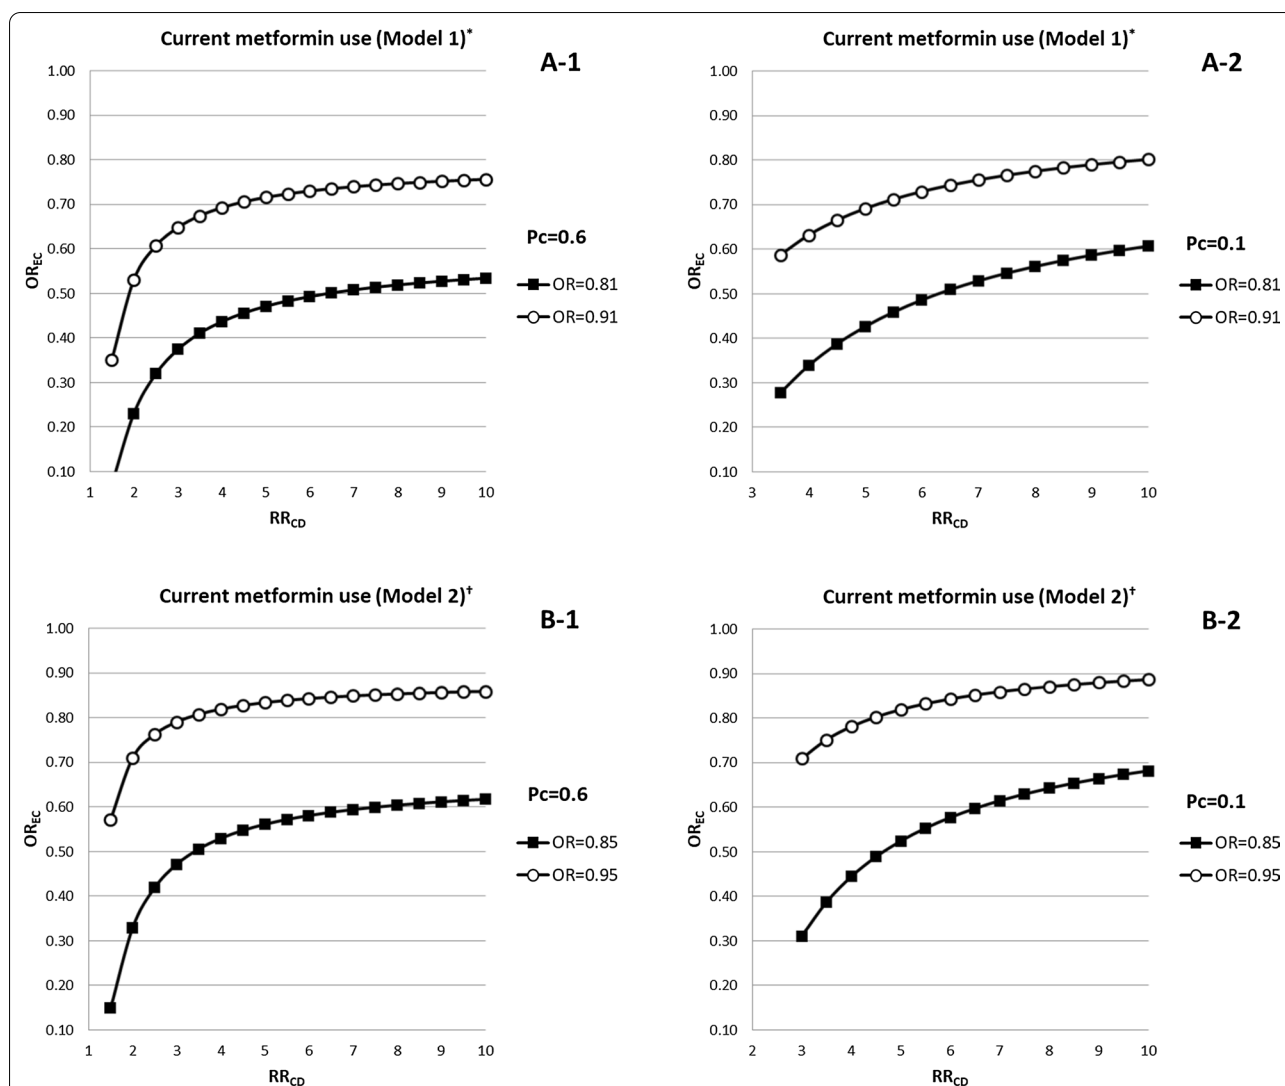 Current metformin use (Model 1)*
A-1
1.00
0.90
0.80
0.70
0.60
0.50
0.40
0.30
0.20
0.10
OR_EC
1 2 3 4 5 6 7 8 9 10
RR_CD
Pc=0.6
OR=0.81
OR=0.91
Current metformin use (Model 1)*
A-2
1.00
0.90
0.80
0.70
0.60
0.50
0.40
0.30
0.20
0.10
OR_EC
3 4 5 6 7 8 9 10
RR_CD
Pc=0.1
OR=0.81
OR=0.91
Current metformin use (Model 2)†
B-1
1.00
0.90
0.80
0.70
0.60
0.50
0.40
0.30
0.20
0.10
OR_EC
1 2 3 4 5 6 7 8 9 10
RR_CD
Pc=0.6
OR=0.85
OR=0.95
Current metformin use (Model 2)†
B-2
1.00
0.90
0.80
0.70
0.60
0.50
0.40
0.30
0.20
0.10
OR_EC
2 3 4 5 6 7 8 9 10
RR_CD
Pc=0.1
OR=0.85
OR=0.95